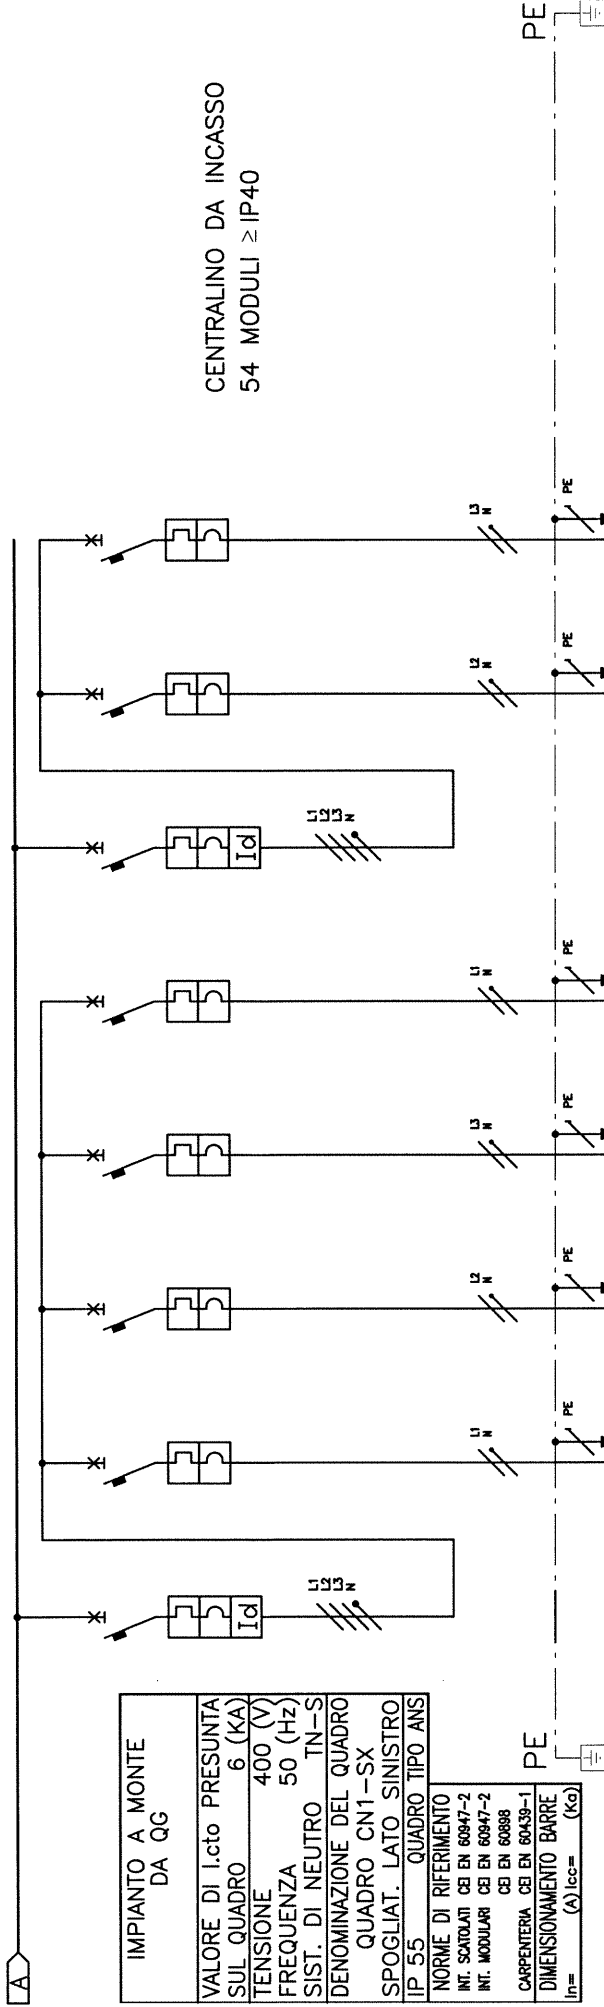 A
IMPIANTO A MONTE
DA QG
VALORE DI I.cto PRESUNTA
SUL QUADRO 6 (KA)
TENSIONE 400 (V)
FREQUENZA 50 (Hz)
SIST. DI NEUTRO TN-S
DENOMINAZIONE DEL QUADRO
QUADRO CN1-SX
SPOGLIAT. LATO SINISTRO
IP 55 QUADRO TIPO ANS
NORME DI RIFERIMENTO
INT. SCATOLATI CEI EN 60947-2
INT. MODULARI CEI EN 60947-2
CEI EN 60898
CARPENTERIA CEI EN 60439-1
DIMENSIONAMENTO BARRE
In= (A) Icc= (Ka)
CENTRALINO DA INCASSO
54 MODULI ≥IP40
Id
L1
L2
L3
N
L1
N
L2
N
L3
N
L1
N
Id
L1
L2
L3
N
L2
N
L3
N
PE
PE
PE
PE
PE
PE
PE
PE